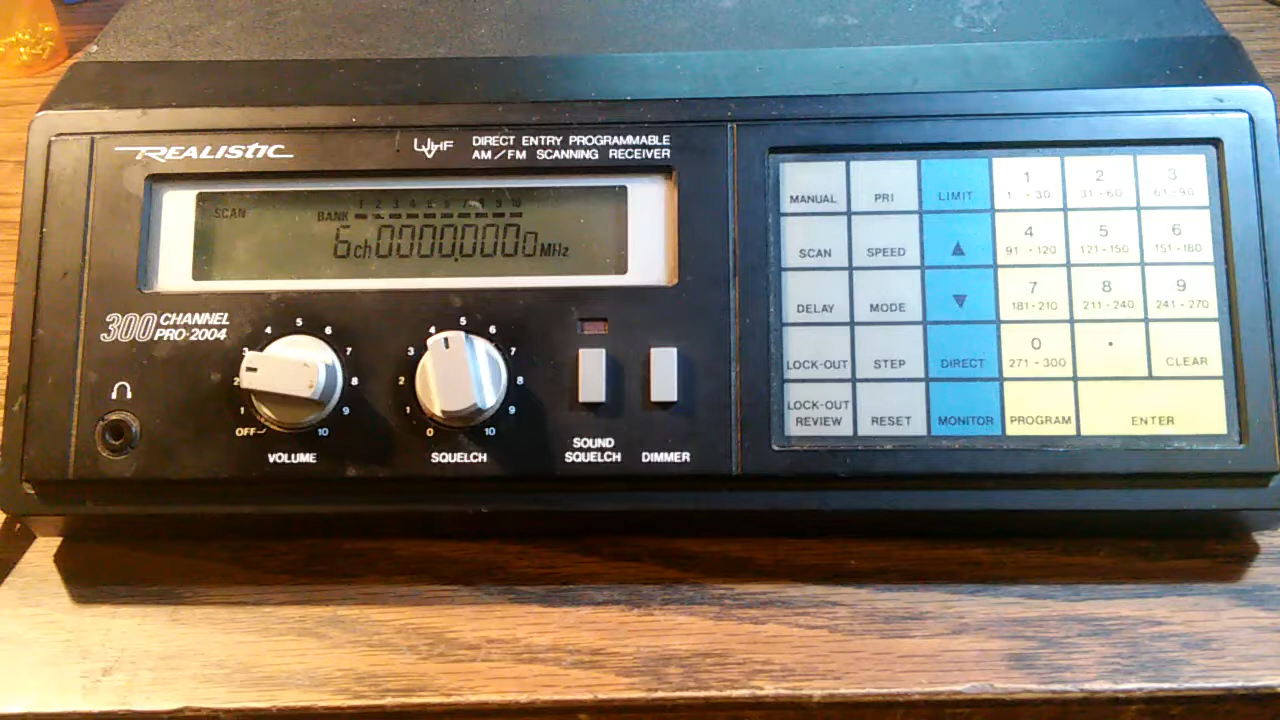 REALISTIC
UVHF
DIRECT ENTRY PROGRAMMABLE
AM/FM SCANNING RECEIVER
1 2 3 4 5 6 7 8 9 10
SCAN
BANK
6ch0000.0000MHz
300 CHANNEL
PRO-2004
OFF 1 2 3 4 5 6 7 8 9 10
VOLUME
0 1 2 3 4 5 6 7 8 9 10
SQUELCH
SOUND
SQUELCH
DIMMER
MANUAL PRI LIMIT 1 2 3
1-30 31-60 61-90
SCAN SPEED ▲ 4 5 6
91-120 121-150 151-180
DELAY MODE ▼ 7 8 9
181-210 211-240 241-270
LOCK-OUT STEP DIRECT 0 · CLEAR
271-300
LOCK-OUT
REVIEW RESET MONITOR PROGRAM ENTER